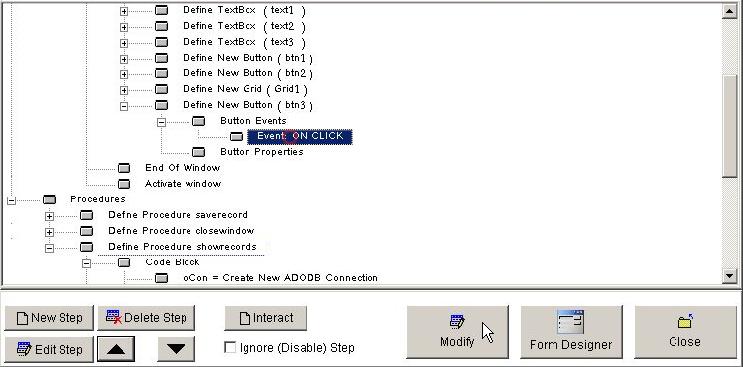 Define TextBox ( text1 )
Define TextBox ( text2 )
Define TextBox ( text3 )
Define New Button ( btn1 )
Define New Button ( btn2 )
Define New Grid ( Grid1 )
Define New Button ( btn3 )
Button Events
Event: ON CLICK
Button Properties
End Of Window
Activate window
Procedures
Define Procedure saverecord
Define Procedure closewindow
Define Procedure showrecords
Code Block
oCon = Create New ADODB Connection
New Step
Delete Step
Interact
Modify
Form Designer
Close
Edit Step
Ignore (Disable) Step